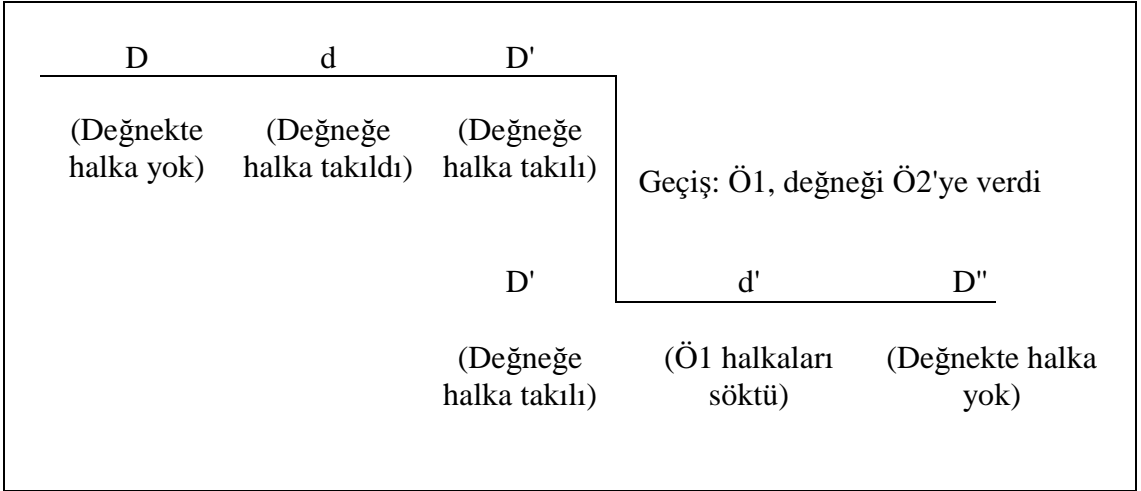 D d D'
(Değnekte (Değneğe (Değneğe
halka yok) halka takıldı) halka takılı)
Geçiş: Ö1, değneği Ö2'ye verdi
D' d' D"
(Değneğe (Ö1 halkaları (Değnekte halka
halka takılı) söktü) yok)